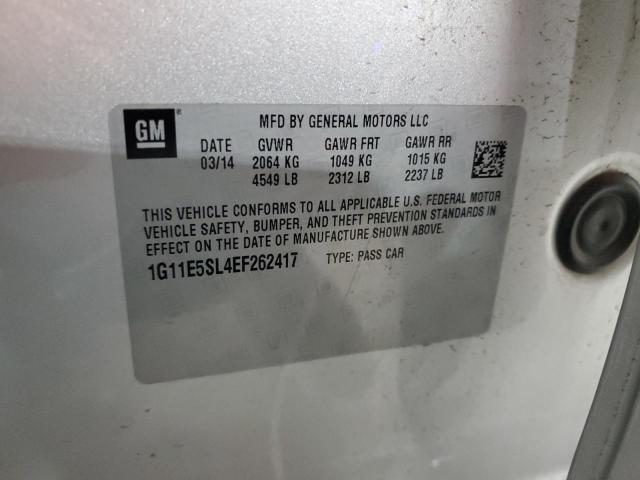 GM
MFD BY GENERAL MOTORS LLC
DATE GVWR GAWR FRT GAWR RR
03/14 2064 KG 1049 KG 1015 KG
4549 LB 2312 LB 2237 LB
THIS VEHICLE CONFORMS TO ALL APPLICABLE U.S. FEDERAL MOTOR
VEHICLE SAFETY, BUMPER, AND THEFT PREVENTION STANDARDS IN
EFFECT ON THE DATE OF MANUFACTURE SHOWN ABOVE.
1G11E5SL4EF262417 TYPE: PASS CAR